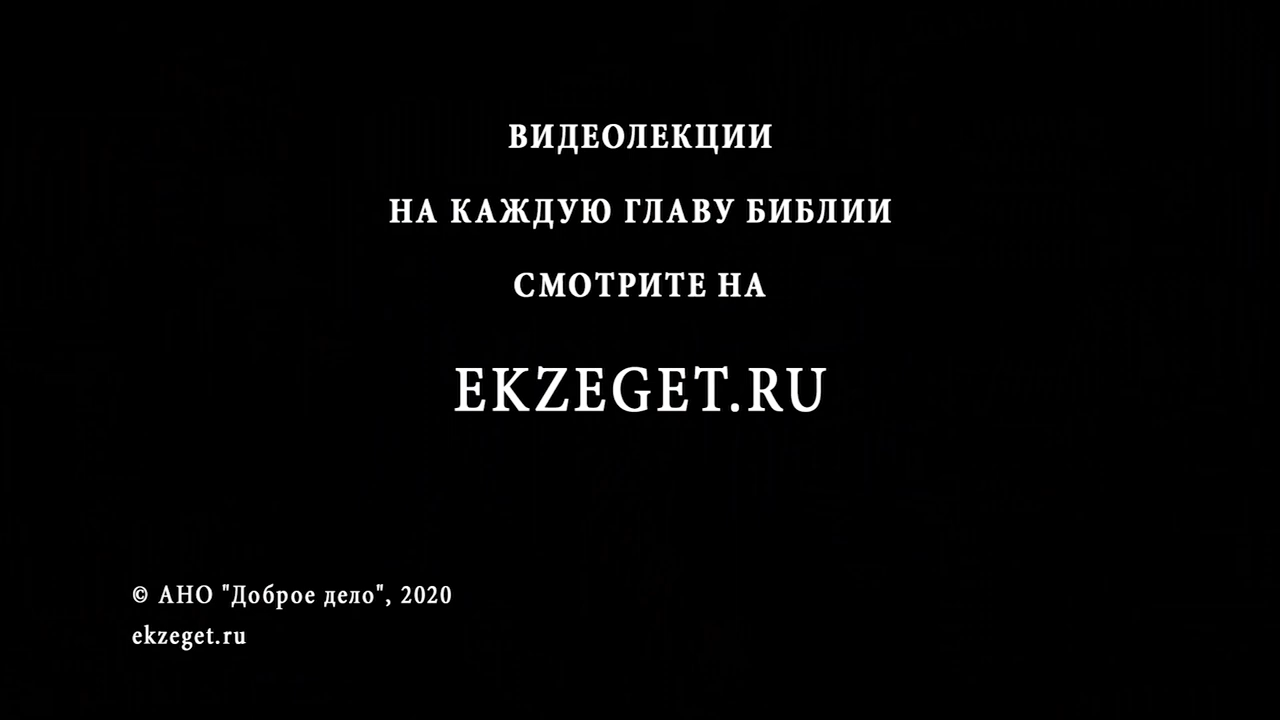 ВИДЕОЛЕКЦИИ
НА КАЖДУЮ ГЛАВУ БИБЛИИ
СМОТРИТЕ НА
EKZEGET.RU
© АНО "Доброе дело", 2020
ekzeget.ru